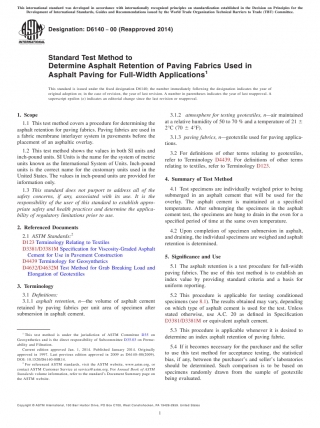 This international standard was developed in accordance with internationally recognized principles on standardization established in the Decision on Principles for the
Development of International Standards, Guides and Recommendations issued by the World Trade Organization Technical Barriers to Trade (TBT) Committee.
Designation: D6140 − 00 (Reapproved 2014)
INTERNATIONAL
Standard Test Method to
Determine Asphalt Retention of Paving Fabrics Used in
Asphalt Paving for Full-Width Applications1
This standard is issued under the fixed designation D6140; the number immediately following the designation indicates the year of
original adoption or, in the case of revision, the year of last revision. A number in parentheses indicates the year of last reapproval. A
superscript epsilon (´) indicates an editorial change since the last revision or reapproval.
1. Scope
1.1 This test method covers a procedure for determining the
asphalt retention for paving fabrics. Paving fabrics are used in
a fabric membrane interlayer system in pavements before the
placement of an asphaltic overlay.
1.2 This test method shows the values in both SI units and
inch-pound units. SI Units is the name for the system of metric
units known as the International System of Units. Inch-pound
units is the correct name for the customary units used in the
United States. The values in inch-pound units are provided for
information only.
1.3 This standard does not purport to address all of the
safety concerns, if any, associated with its use. It is the
responsibility of the user of this standard to establish appro-
priate safety and health practices and determine the applica-
bility of regulatory limitations prior to use.
2. Referenced Documents
2.1 ASTM Standards:2
D123 Terminology Relating to Textiles
D3381/D3381M Specification for Viscosity-Graded Asphalt
Cement for Use in Pavement Construction
D4439 Terminology for Geosynthetics
D4632/D4632M Test Method for Grab Breaking Load and
Elongation of Geotextiles
3. Terminology
3.1 Definitions:
3.1.1 asphalt retention, n—the volume of asphalt cement
retained by paving fabrics per unit area of specimen after
submersion in asphalt cement.
1 This test method is under the jurisdiction of ASTM Committee D35 on
Geosynthetics and is the direct responsibility of Subcommittee D35.03 on Perme-
ability and Filtration.
Current edition approved Jan. 1, 2014. Published January 2014. Originally
approved in 1997. Last previous edition approved in 2009 as D6140–00(2009).
DOI: 10.1520/D6140-00R14.
2 For referenced ASTM standards, visit the ASTM website, www.astm.org, or
contact ASTM Customer Service at service@astm.org. For Annual Book of ASTM
Standards volume information, refer to the standard's Document Summary page on
the ASTM website.
3.1.2 atmosphere for testing geotextiles, n—air maintained
at a relative humidity of 50 to 70 % and a temperature of 21 ±
2°C (70 ± 4°F).
3.1.3 paving fabrics, n—geotextile used for paving applica-
tions.
3.2 For definitions of other terms relating to geotextiles,
refer to Terminology D4439. For definitions of other terms
relating to textiles, refer to Terminology D123.
4. Summary of Test Method
4.1 Test specimens are individually weighed prior to being
submerged in an asphalt cement that will be used for the
overlay. The asphalt cement is maintained at a specified
temperature. After submerging the specimens in the asphalt
cement test, the specimens are hung to drain in the oven for a
specified period of time at the same oven temperature.
4.2 Upon completion of specimen submersion in asphalt,
and draining, the individual specimens are weighed and asphalt
retention is determined.
5. Significance and Use
5.1 The asphalt retention is a test procedure for full-width
paving fabrics. The use of this test method is to establish an
index value by providing standard criteria and a basis for
uniform reporting.
5.2 This procedure is applicable for testing conditioned
specimens (see 8.1). The results obtained may vary, depending
on which type of asphalt cement is used for the test. Unless
stated otherwise, use A.C. 20 as defined in Specification
D3381/D3381M or equivalent asphalt cement.
5.3 This procedure is applicable whenever it is desired to
determine an index asphalt retention of paving fabric.
5.4 If it becomes necessary for the purchaser and the seller
to use this test method for acceptance testing, the statistical
bias, if any, between the purchaser's and seller's laboratories
should be determined. Such comparison is to be based on
specimens randomly drawn from the sample of geotextile
being evaluated.
Copyright © ASTM International, 100 Barr Harbor Drive, PO Box C700, West Conshohocken, PA 19428-2959. United States
1